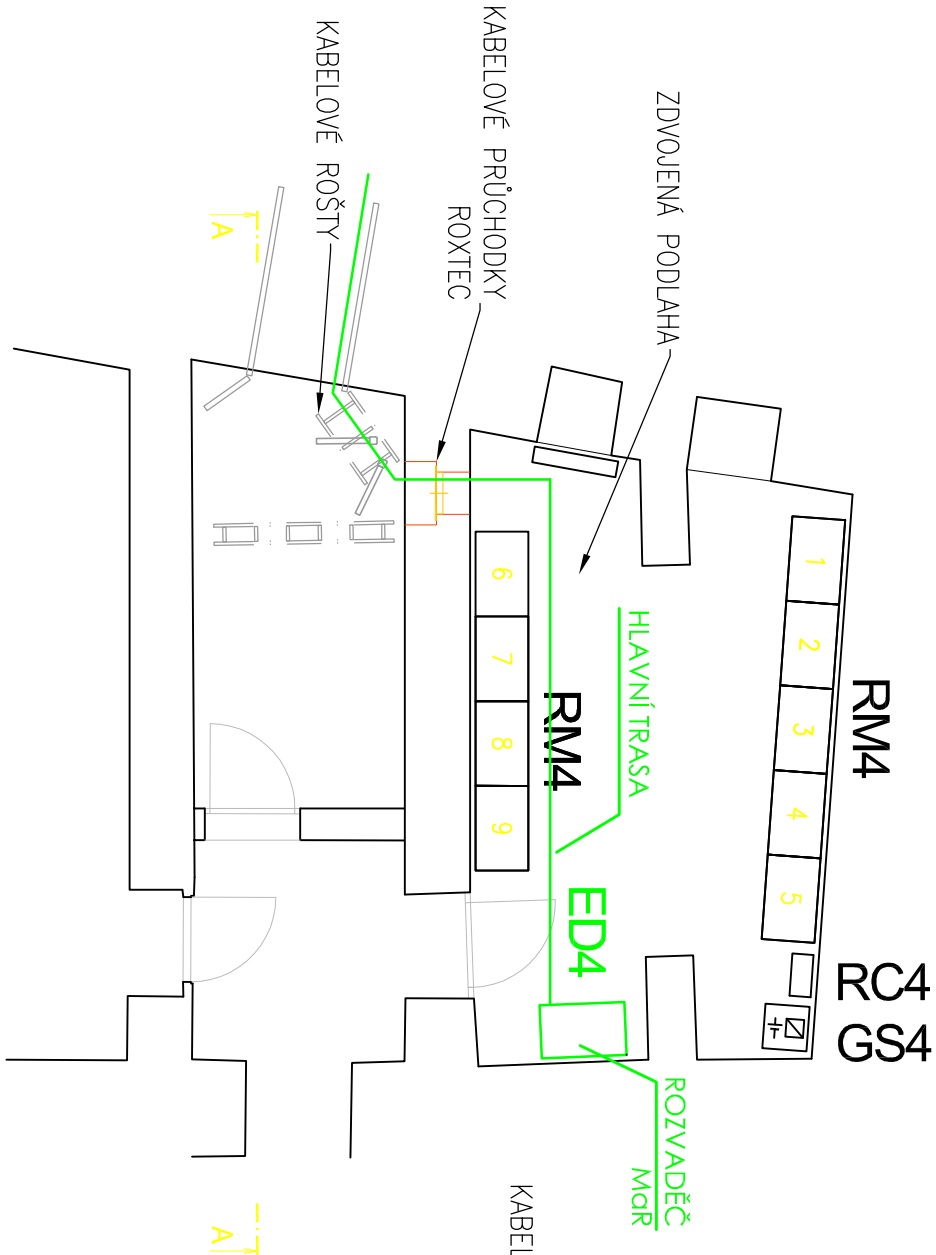 KABELOVÉ ROŠTY
KABELOVÉ PRŮCHODKY
ROXTEC
ZDVOJENÁ PODLAHA
A
1
2
3
4
5
RM4
6
7
8
9
RM4
HLAVNÍ TRASA
ED4
RC4
GS4
ROZVADĚČ
MaR
KABEL
A